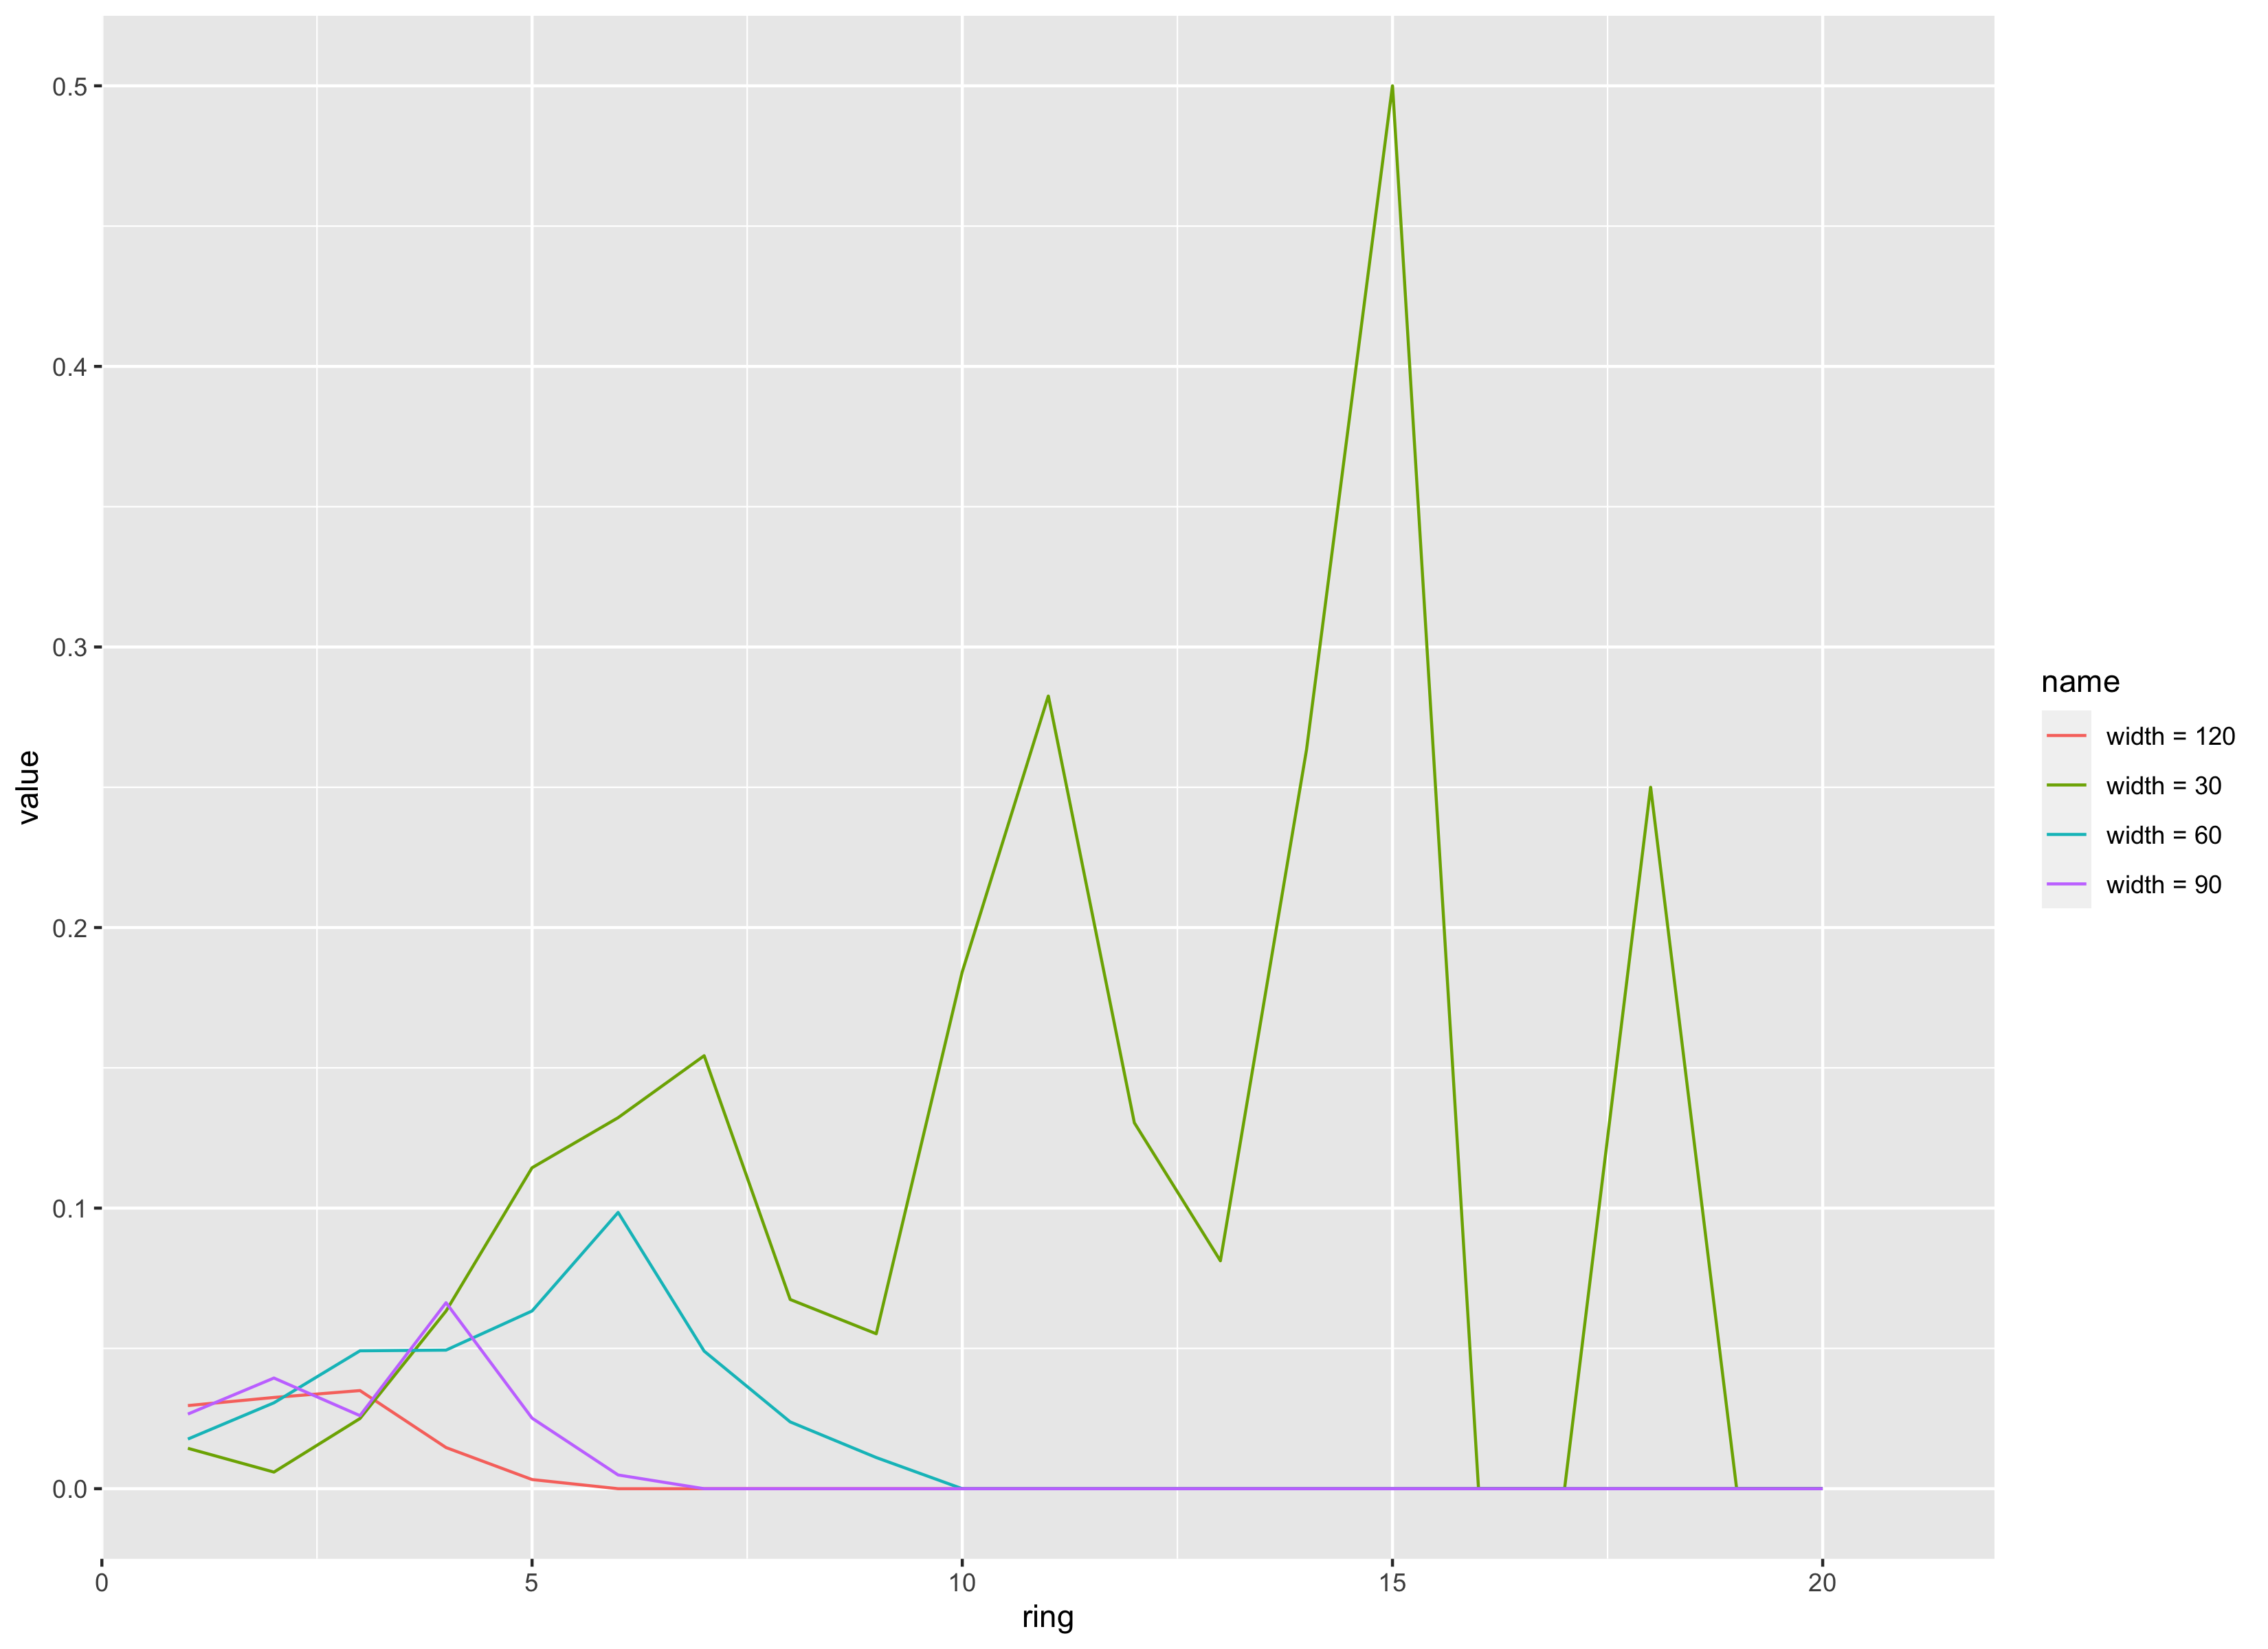 0.5
0.4
0.3
0.2
0.1
0.0
0 5 10 15 20
ring
value
name
width = 120
width = 30
width = 60
width = 90